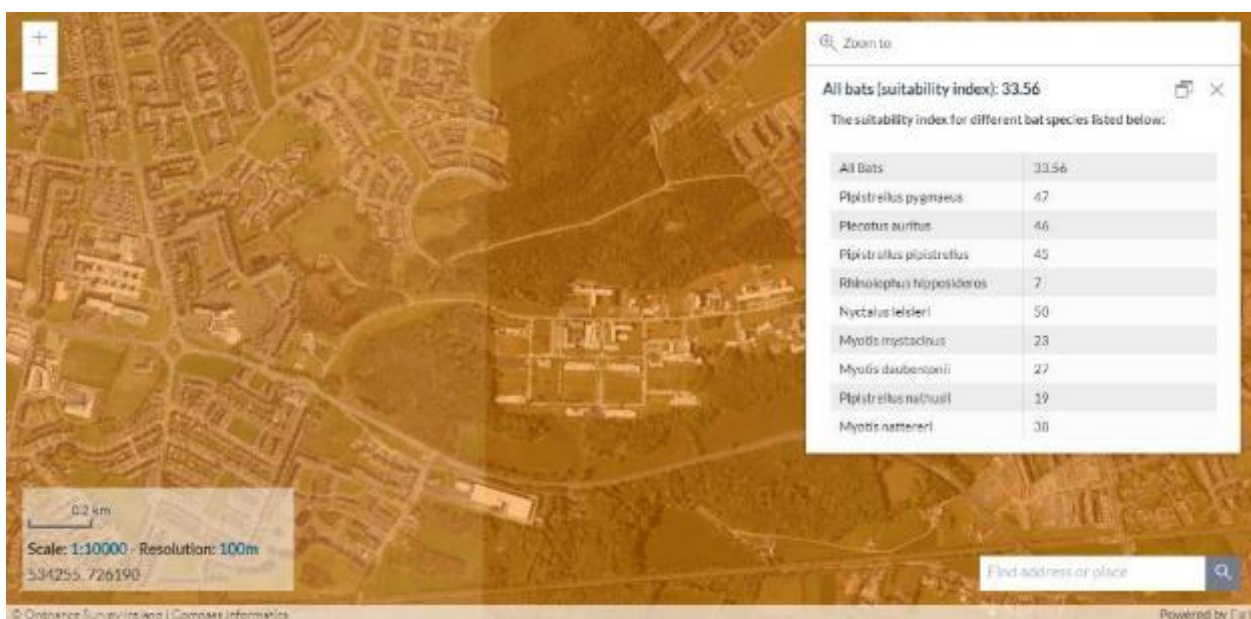 +
−
Zoom to
All bats (suitability index): 33.56
The suitability index for different bat species listed below:
All Bats 33.56
Pipistrellus pygmaeus 47
Plecotus auritus 46
Pipistrellus pipistrellus 45
Rhinolophus hipposideros 7
Nyctalus leisleri 50
Myotis mystacinus 23
Myotis daubentonii 27
Pipistrellus nathusii 19
Myotis nattereri 38
0.2 km
Scale: 1:10000 - Resolution: 100m
534255, 726190
Find address or place
© Ordnance Survey Ireland | Compass Informatics
Powered by Esri